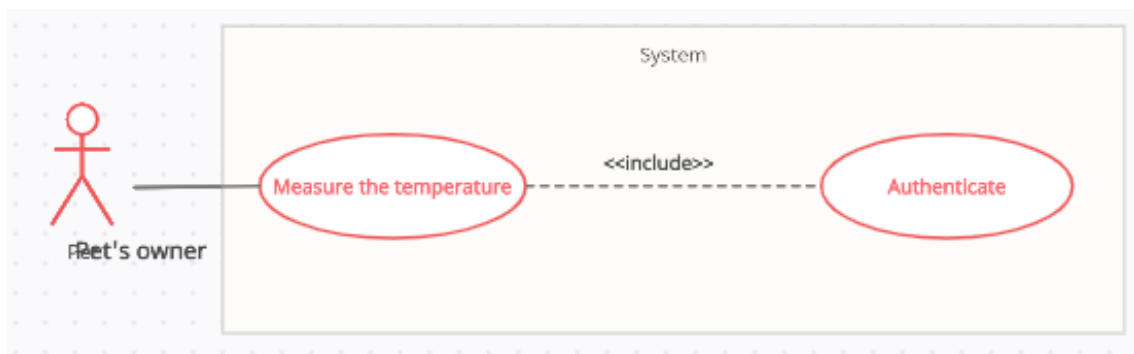 System
<<include>>
Measure the temperature
Authenticate
Pet's owner